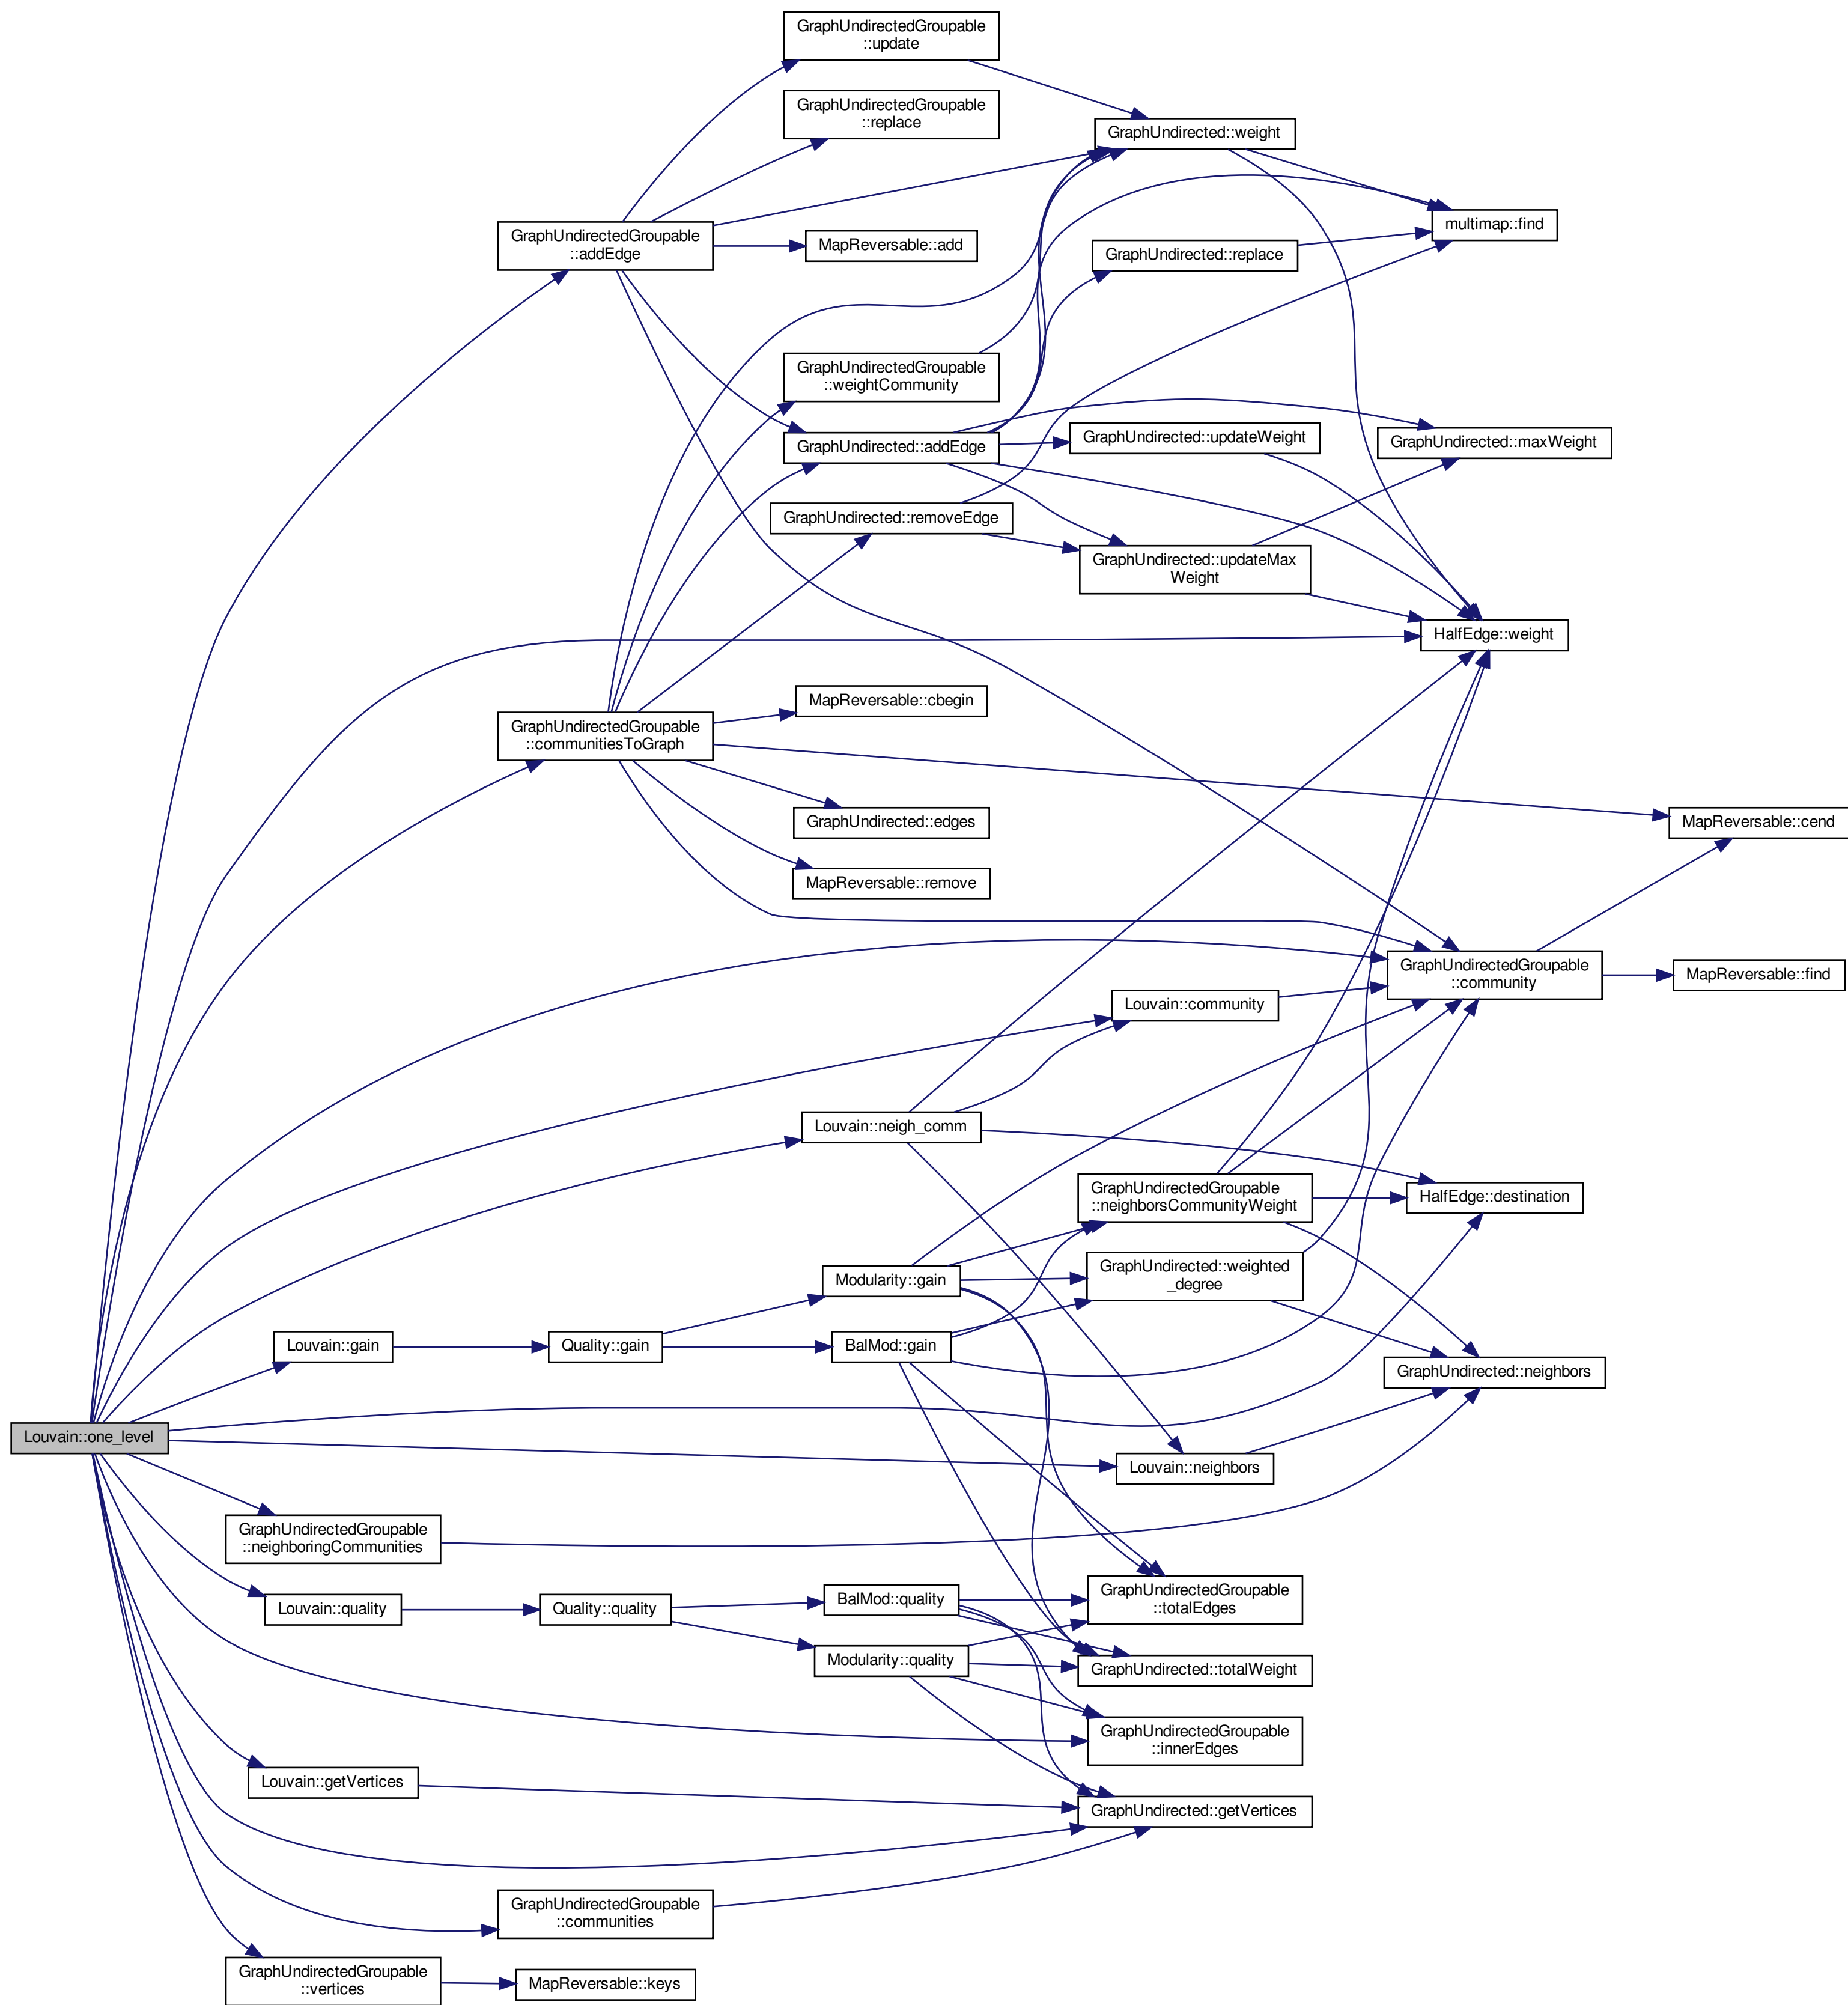 GraphUndirectedGroupable
::update
GraphUndirectedGroupable
::replace
GraphUndirected::weight
multimap::find
GraphUndirectedGroupable
::addEdge
MapReversable::add
GraphUndirected::replace
GraphUndirectedGroupable
::weightCommunity
GraphUndirected::addEdge
GraphUndirected::updateWeight
GraphUndirected::maxWeight
GraphUndirected::removeEdge
GraphUndirected::updateMax
Weight
HalfEdge::weight
MapReversable::cbegin
GraphUndirectedGroupable
::communitiesToGraph
GraphUndirected::edges
MapReversable::cend
MapReversable::remove
GraphUndirectedGroupable
::community
MapReversable::find
Louvain::community
Louvain::neigh_comm
GraphUndirectedGroupable
::neighborsCommunityWeight
HalfEdge::destination
Modularity::gain
GraphUndirected::weighted
_degree
Louvain::gain
Quality::gain
BalMod::gain
GraphUndirected::neighbors
Louvain::one_level
Louvain::neighbors
GraphUndirectedGroupable
::neighboringCommunities
Louvain::quality
Quality::quality
BalMod::quality
GraphUndirectedGroupable
::totalEdges
Modularity::quality
GraphUndirected::totalWeight
GraphUndirectedGroupable
::innerEdges
Louvain::getVertices
GraphUndirected::getVertices
GraphUndirectedGroupable
::communities
GraphUndirectedGroupable
::vertices
MapReversable::keys